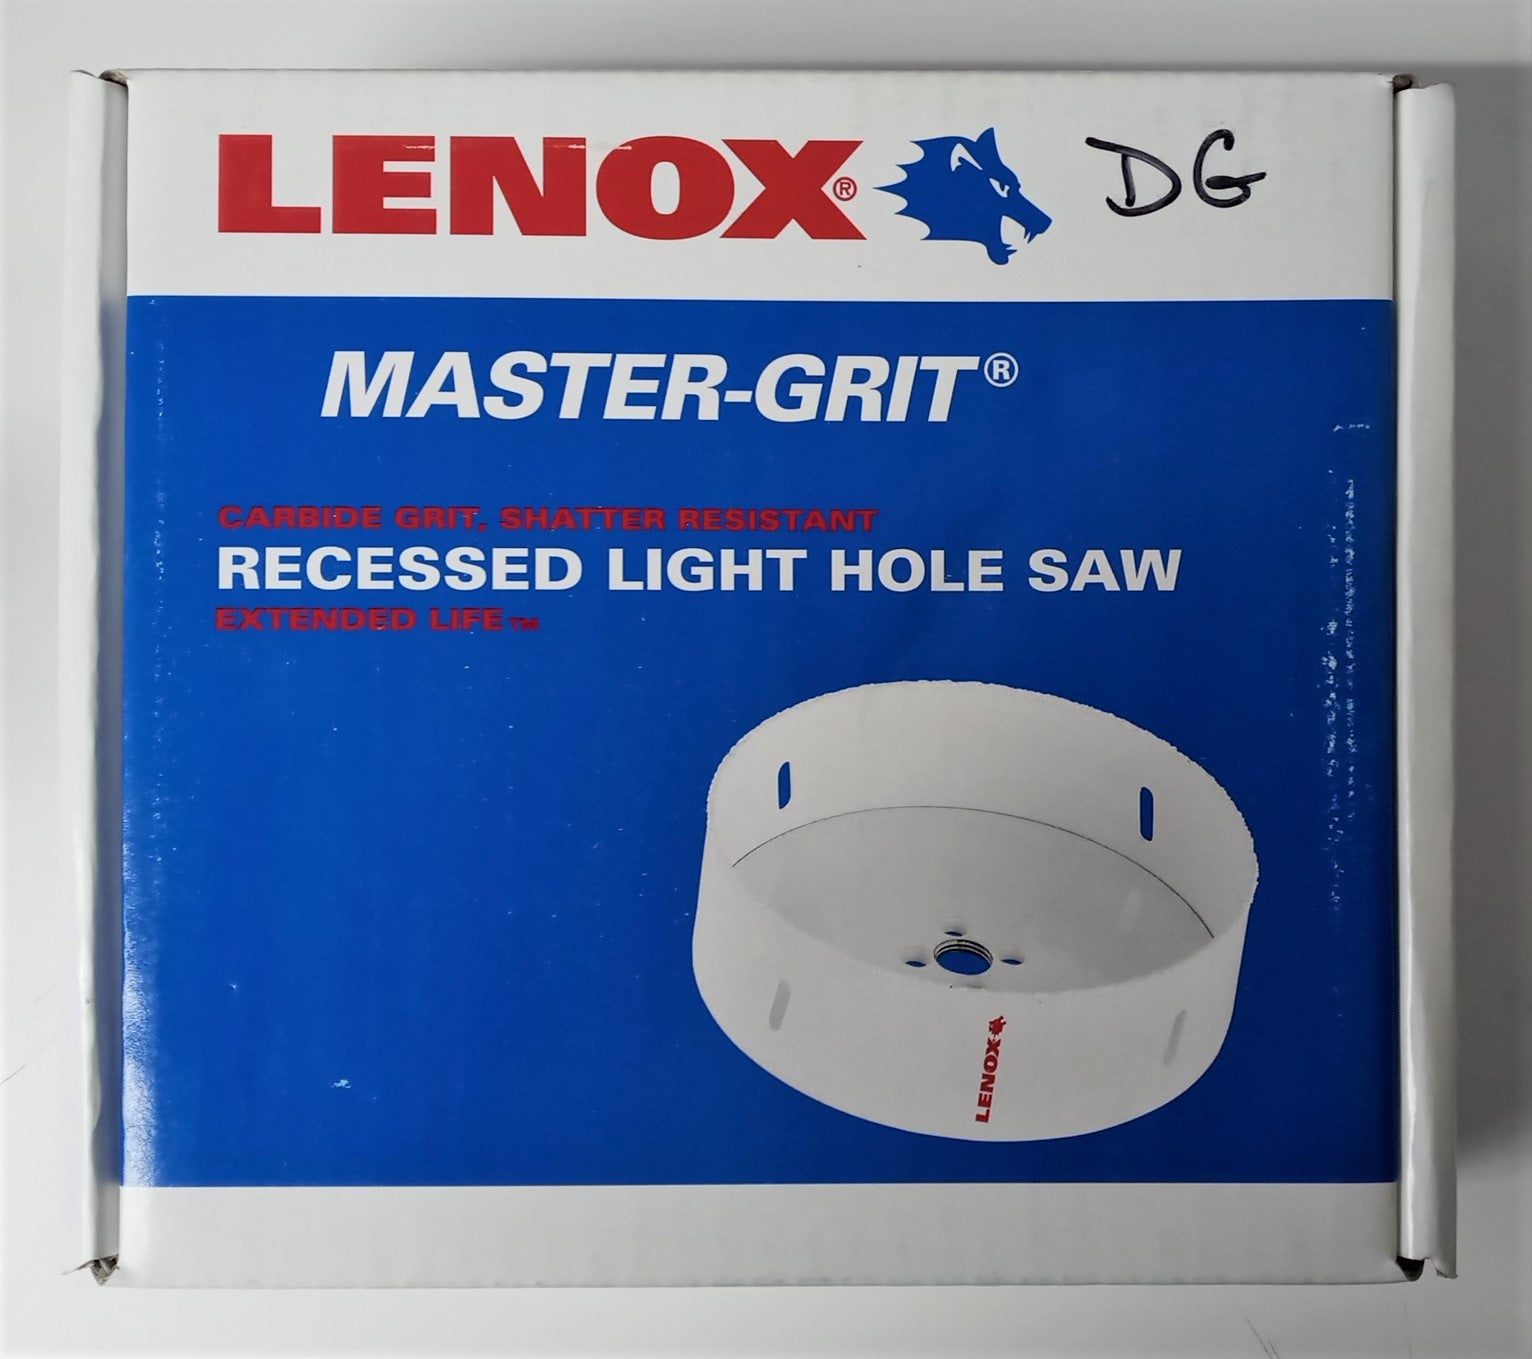 LENOX® DG
MASTER-GRIT®
CARBIDE GRIT, SHATTER RESISTANT
RECESSED LIGHT HOLE SAW
EXTENDED LIFE™
LENOX